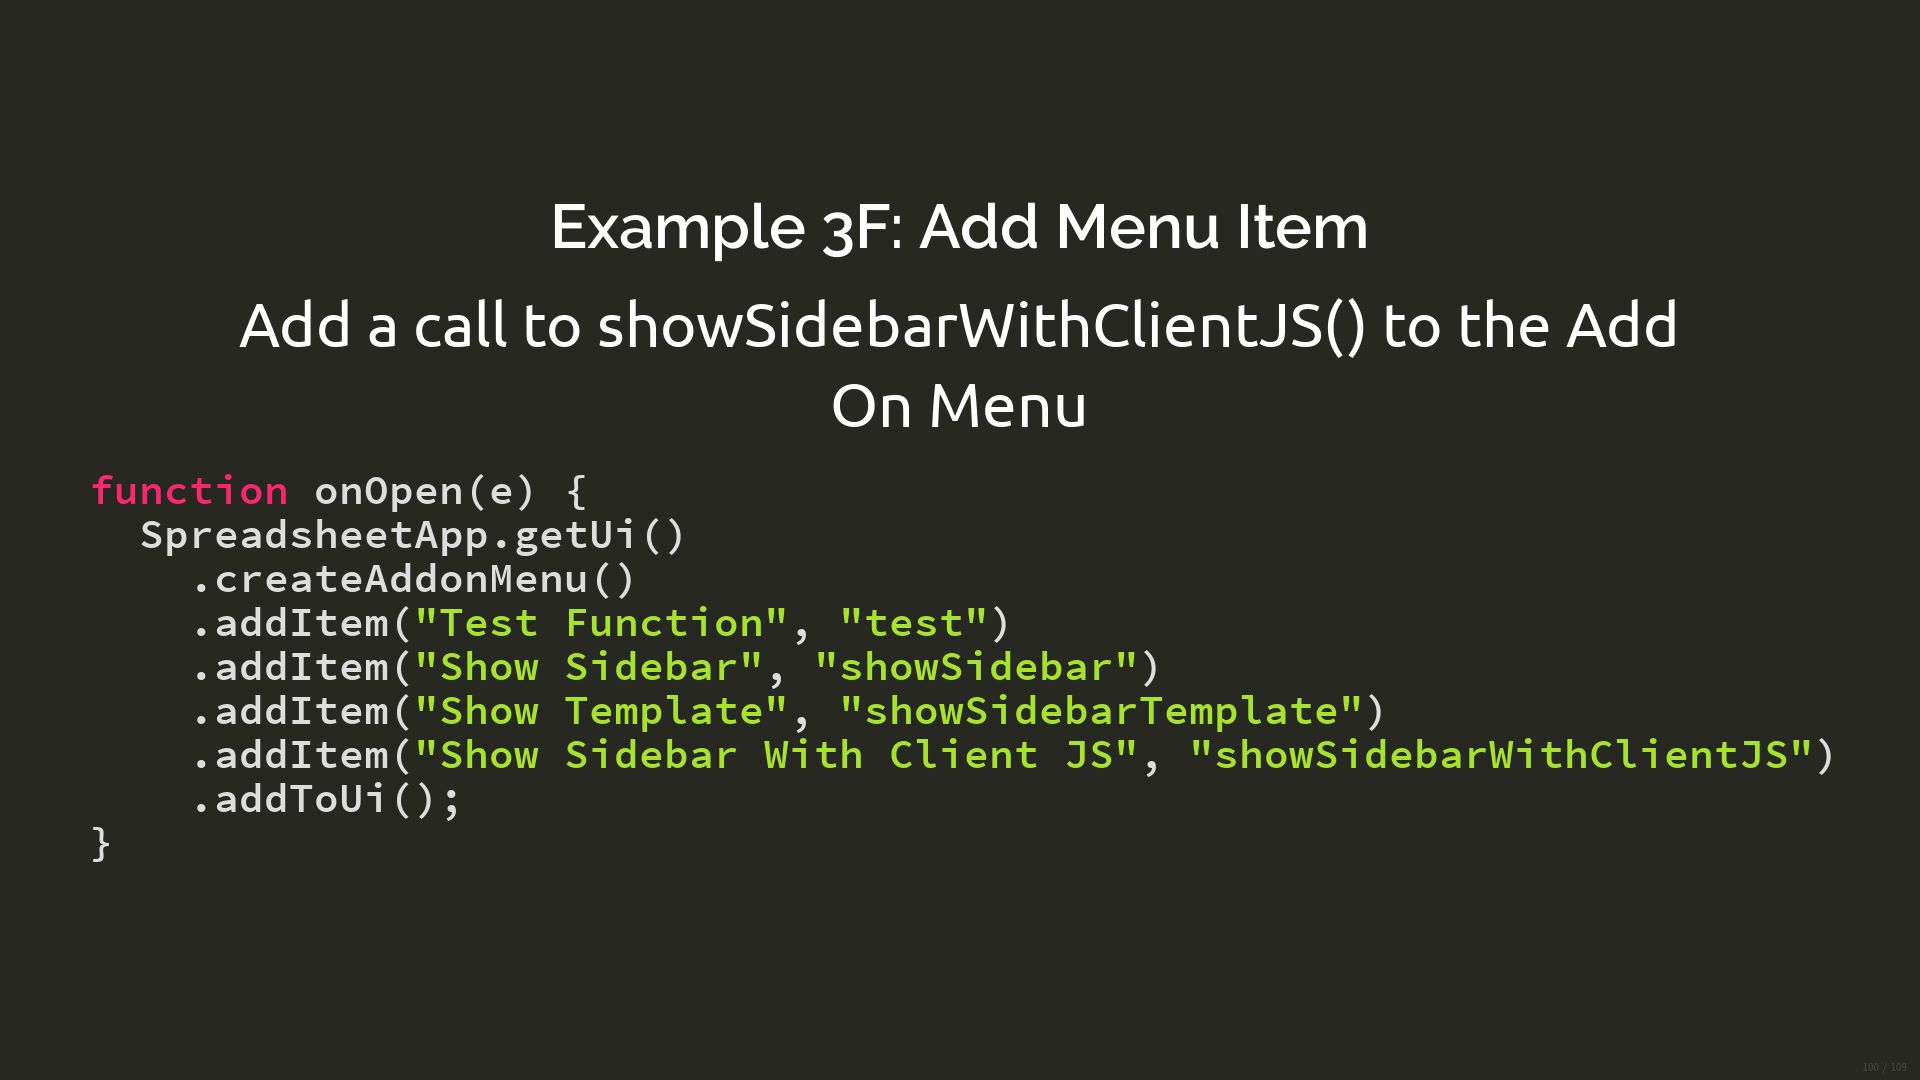 Example 3F: Add Menu Item
Add a call to showSidebarWithClientJS() to the Add
On Menu
function onOpen(e) {
  SpreadsheetApp.getUi()
    .createAddonMenu()
    .addItem("Test Function", "test")
    .addItem("Show Sidebar", "showSidebar")
    .addItem("Show Template", "showSidebarTemplate")
    .addItem("Show Sidebar With Client JS", "showSidebarWithClientJS")
    .addToUi();
}
100 / 109